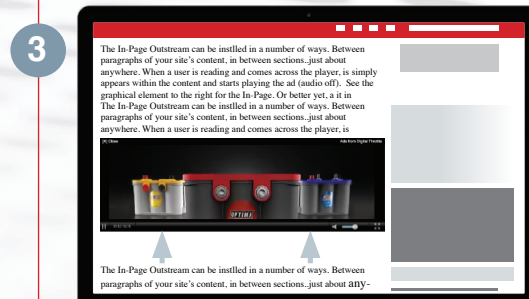 3
The In-Page Outstream can be instlled in a number of ways. Between
paragraphs of your site's content, in between sections..just about
anywhere. When a user is reading and comes across the player, is simply
appears within the content and starts playing the ad (audio off). See the
graphical element to the right for the In-Page. Or better yet, a it in
The In-Page Outstream can be instlled in a number of ways. Between
paragraphs of your site's content, in between sections..just about
anywhere. When a user is reading and comes across the player, is
[X] Close Ads from Digital Throttle
OPTIMA
The In-Page Outstream can be instlled in a number of ways. Between
paragraphs of your site's content, in between sections..just about any-